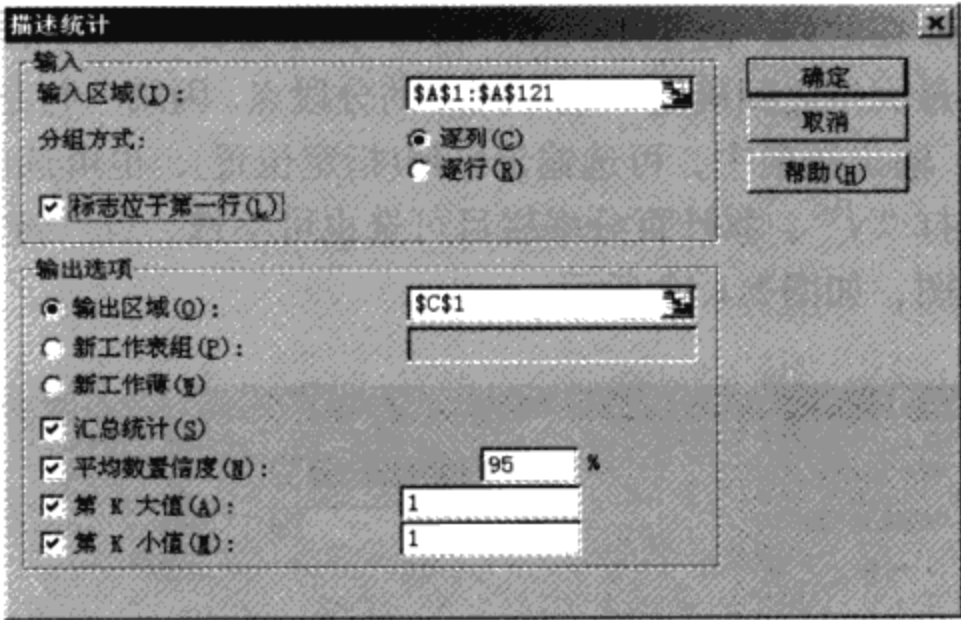 描述统计
输入
输入区域(I):
$A$1:$A$121
分组方式:
逐列(C)
逐行(R)
标志位于第一行(L)
确定
取消
帮助(H)
输出选项
输出区域(O):
$C$1
新工作表组(P):
新工作薄(W)
汇总统计(S)
平均数置信度(N):
95 %
第 K 大值(A):
1
第 K 小值(M):
1